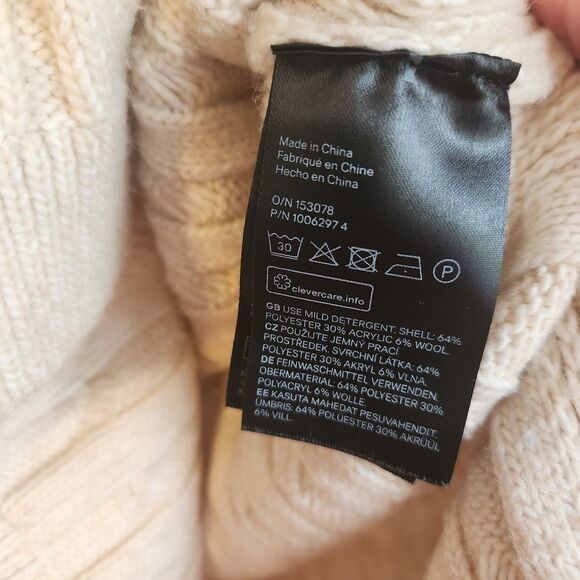 Made in China
Fabriqué en Chine
Hecho en China
O/N 153078
P/N 1006297 4
30
P
clevercare.info
GB USE MILD DETERGENT. SHELL: 64%
POLYESTER 30% ACRYLIC 6% WOOL.
CZ POUŽIJTE JEMNÝ PRACÍ
PROSTŘEDEK. SVRCHNÍ LÁTKA: 64%
POLYESTER 30% AKRYL 6% VLNA.
DE FEINWASCHMITTEL VERWENDEN.
OBERMATERIAL: 64% POLYESTER 30%
POLYACRYL 6% WOLLE.
EE KASUTA MAHEDAT PESUVAHENDIT.
ÜMBRIS: 64% POLÜESTER 30% AKRÜÜL
6% VILL.